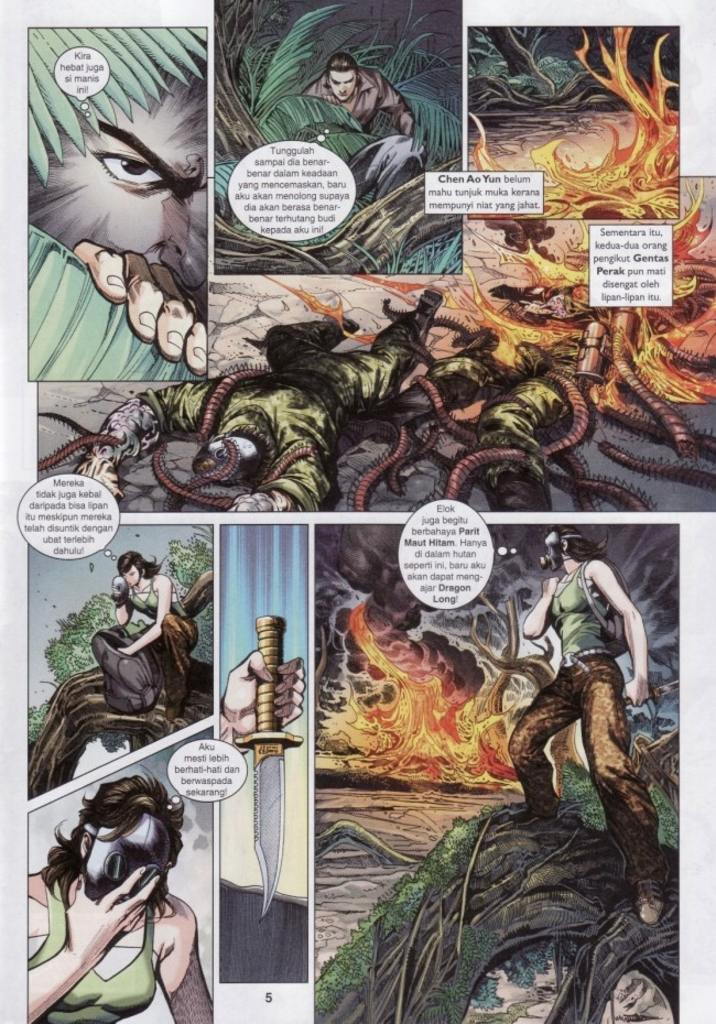 Kira
hebat juga
si manis
ini!
Tunggulah
sampai dia benar-
benar dalam keadaan
yang mencemaskan, baru
aku akan menolong supaya
dia akan berasa benar-
benar terhutang budi
kepada aku ini!
Chen Ao Yun belum
mahu tunjuk muka kerana
mempunyi niat yang jahat.
Sementara itu,
kedua-dua orang
pengikut Gentas
Perak pun mati
disengat oleh
lipan-lipan itu.
Mereka
tidak juga kebal
daripada bisa lipan
itu meskipun mereka
telah disuntik dengan
ubat terlebih
dahulu!
Aku
mesti lebih
berhati-hati dan
berwaspada
sekarang!
Elok
juga begitu
berbahaya Parit
Maut Hitam. Hanya
di dalam hutan
seperti ini, baru aku
akan dapat meng-
ajar Dragon
Long!
5